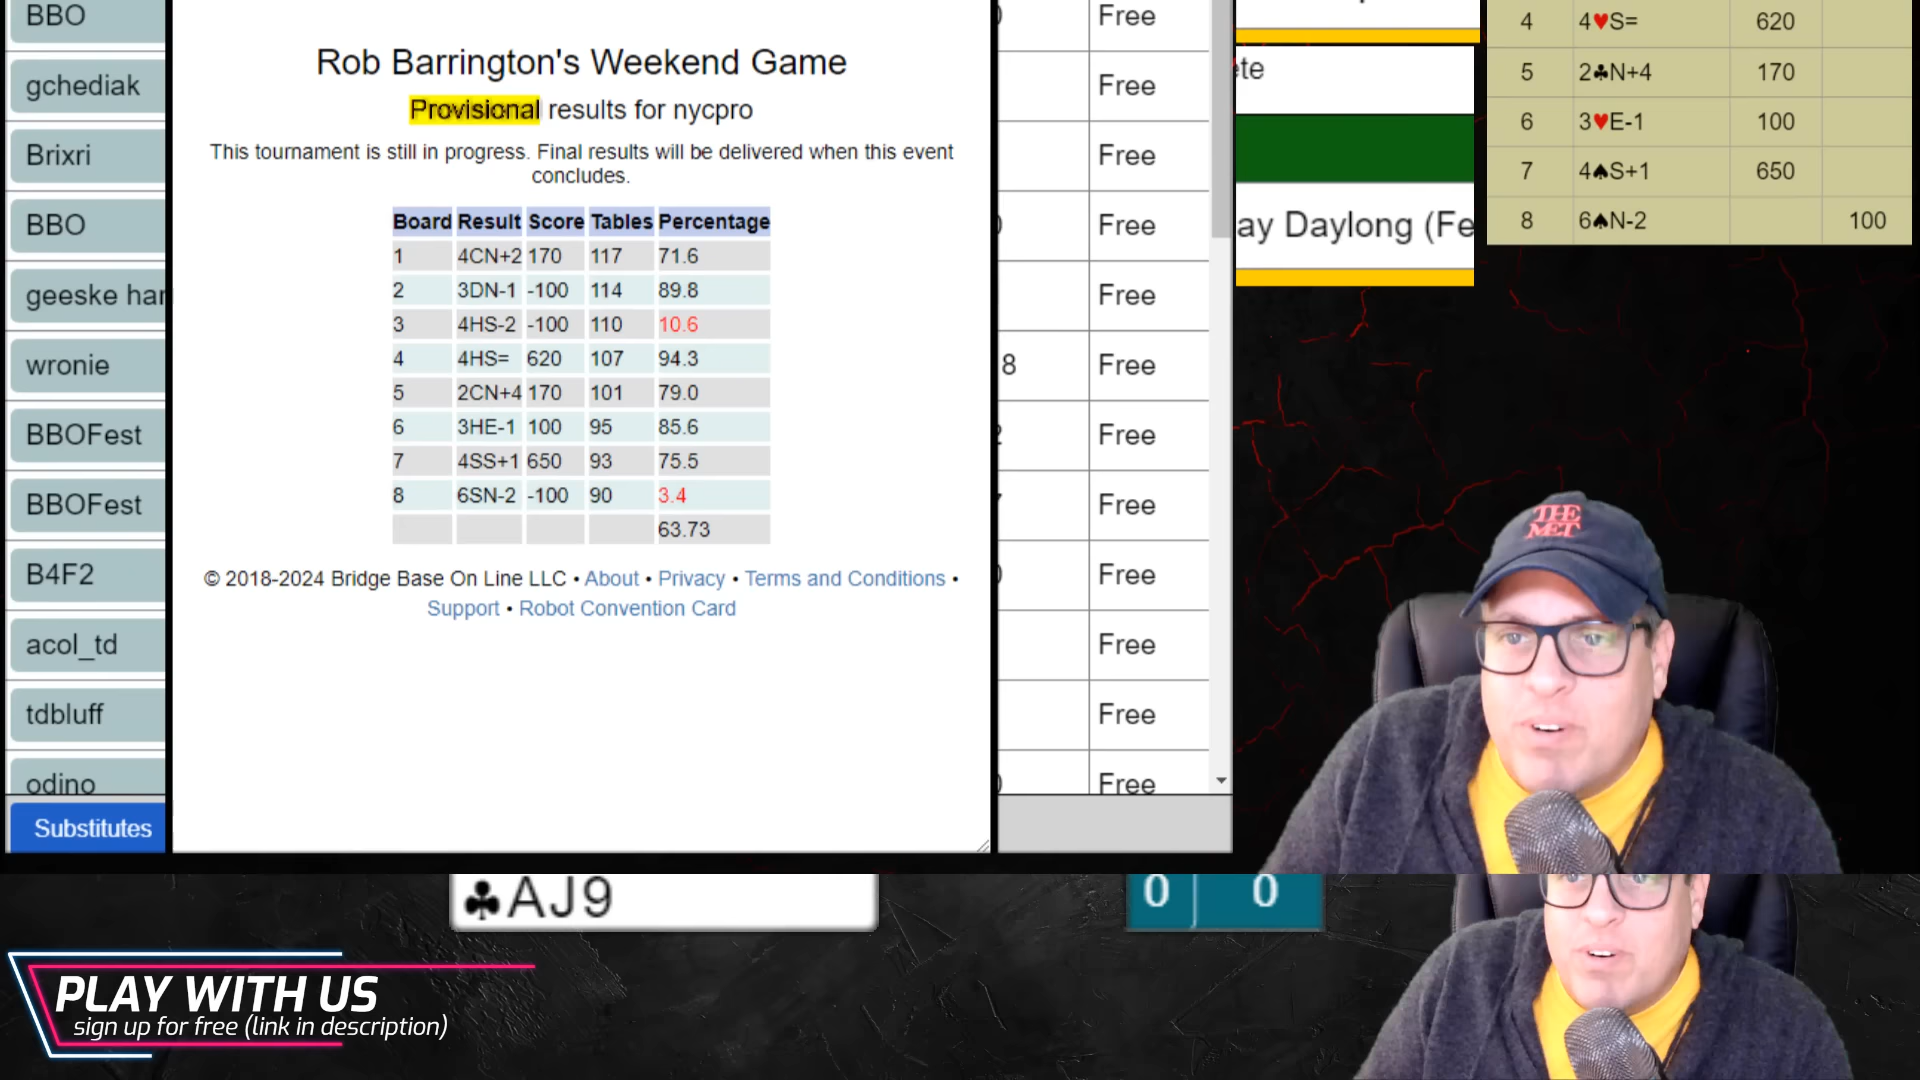 BBO
gchediak
Brixri
BBO
geeske har
wronie
BBOFest
BBOFest
B4F2
acol_td
tdbluff
odino
Substitutes
Rob Barrington's Weekend Game
Provisional results for nycpro
This tournament is still in progress. Final results will be delivered when this event
concludes.
Board Result Score Tables Percentage
1 4CN+2 170 117 71.6
2 3DN-1 -100 114 89.8
3 4HS-2 -100 110 10.6
4 4HS= 620 107 94.3
5 2CN+4 170 101 79.0
6 3HE-1 100 95 85.6
7 4SS+1 650 93 75.5
8 6SN-2 -100 90 3.4
63.73
© 2018-2024 Bridge Base On Line LLC • About • Privacy • Terms and Conditions •
Support • Robot Convention Card
Free
Free
Free
Free
Free
8 Free
Free
Free
Free
Free
Free
Free
ay Daylong (Fe
4 4♥S= 620
5 2♣N+4 170
6 3♥E-1 100
7 4♠S+1 650
8 6♠N-2 100
THE
MET
♣AJ9
0 0
PLAY WITH US
sign up for free (link in description)